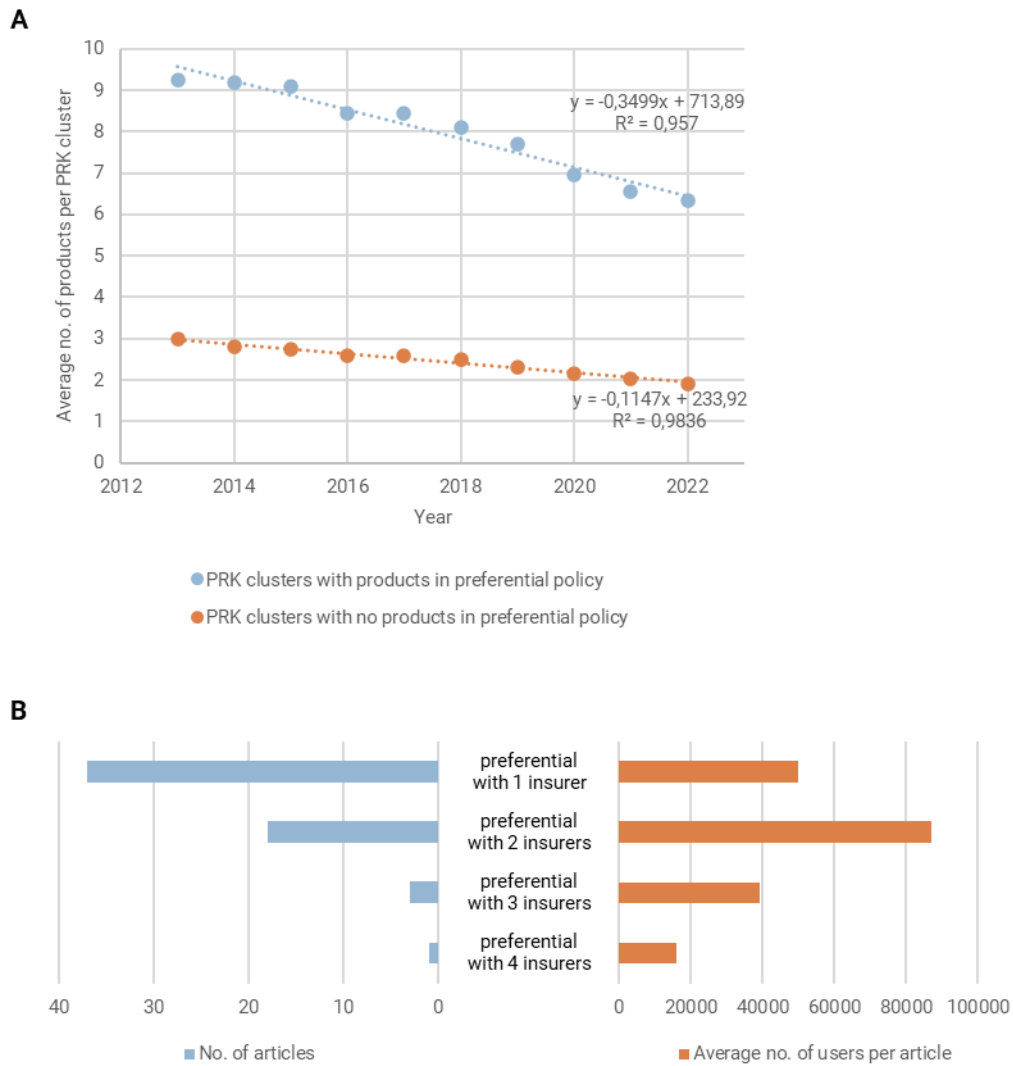 A
10
9
8
7
6
5
4
3
2
1
0
Average no. of products per PRK cluster
y = -0,3499x + 713,89
R² = 0,957
y = -0,1147x + 233,92
R² = 0,9836
2012 2014 2016 2018 2020 2022
Year
PRK clusters with products in preferential policy
PRK clusters with no products in preferential policy
B
preferential
with 1 insurer
preferential
with 2 insurers
preferential
with 3 insurers
preferential
with 4 insurers
40 30 20 10 0
0 20000 40000 60000 80000 100000
No. of articles
Average no. of users per article